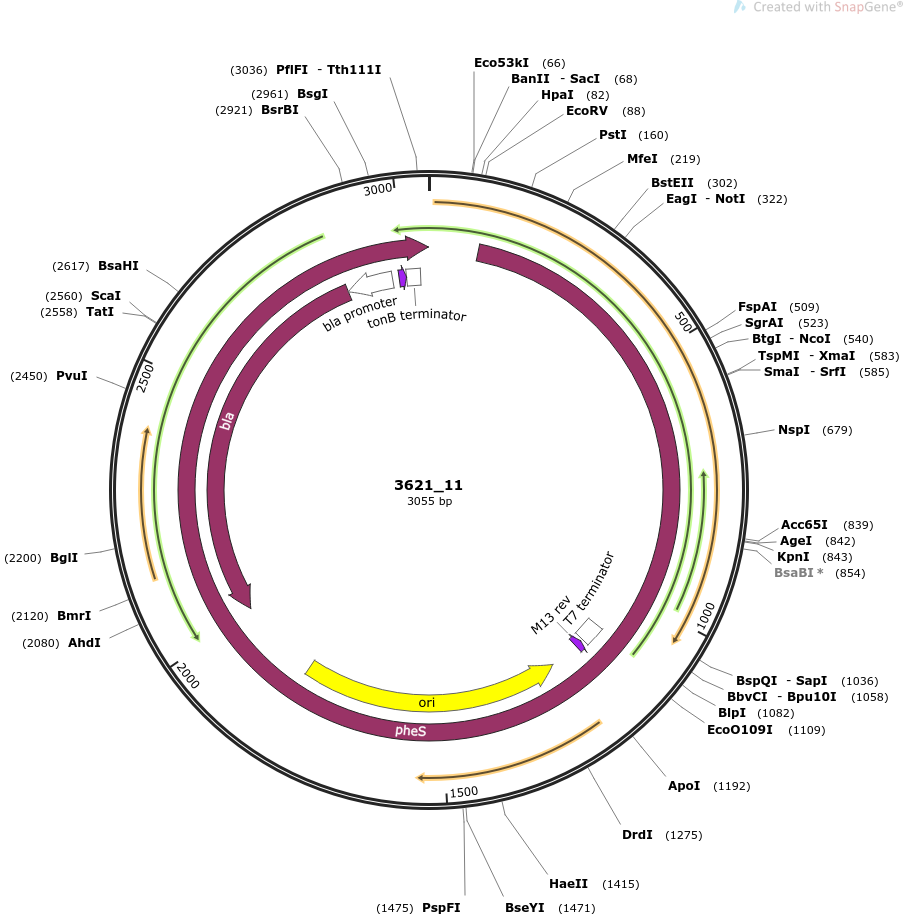 Created with SnapGene®
(3036) PflFI - Tth111I
(2961) BsgI
(2921) BsrBI
Eco53kI (66)
BanII - SacI (68)
HpaI (82)
EcoRV (88)
PstI (160)
MfeI (219)
BstEII (302)
EagI - NotI (322)
3000
(2617) BsaHI
(2560) ScaI
(2558) TatI
(2450) PvuI
2500
bla promoter
tonB terminator
500
FspAI (509)
SgrAI (523)
BtgI - NcoI (540)
TspMI - XmaI (583)
SmaI - SrfI (585)
NspI (679)
bla
3621_11
3055 bp
Acc65I (839)
AgeI (842)
KpnI (843)
BsaBI * (854)
(2200) BglI
(2120) BmrI
(2080) AhdI
M13 rev
T7 terminator
1000
2000
BspQI - SapI (1036)
BbvCI - Bpu10I (1058)
BlpI (1082)
EcoO109I (1109)
ori
pheS
1500
ApoI (1192)
DrdI (1275)
HaeII (1415)
(1475) PspFI
BseYI (1471)